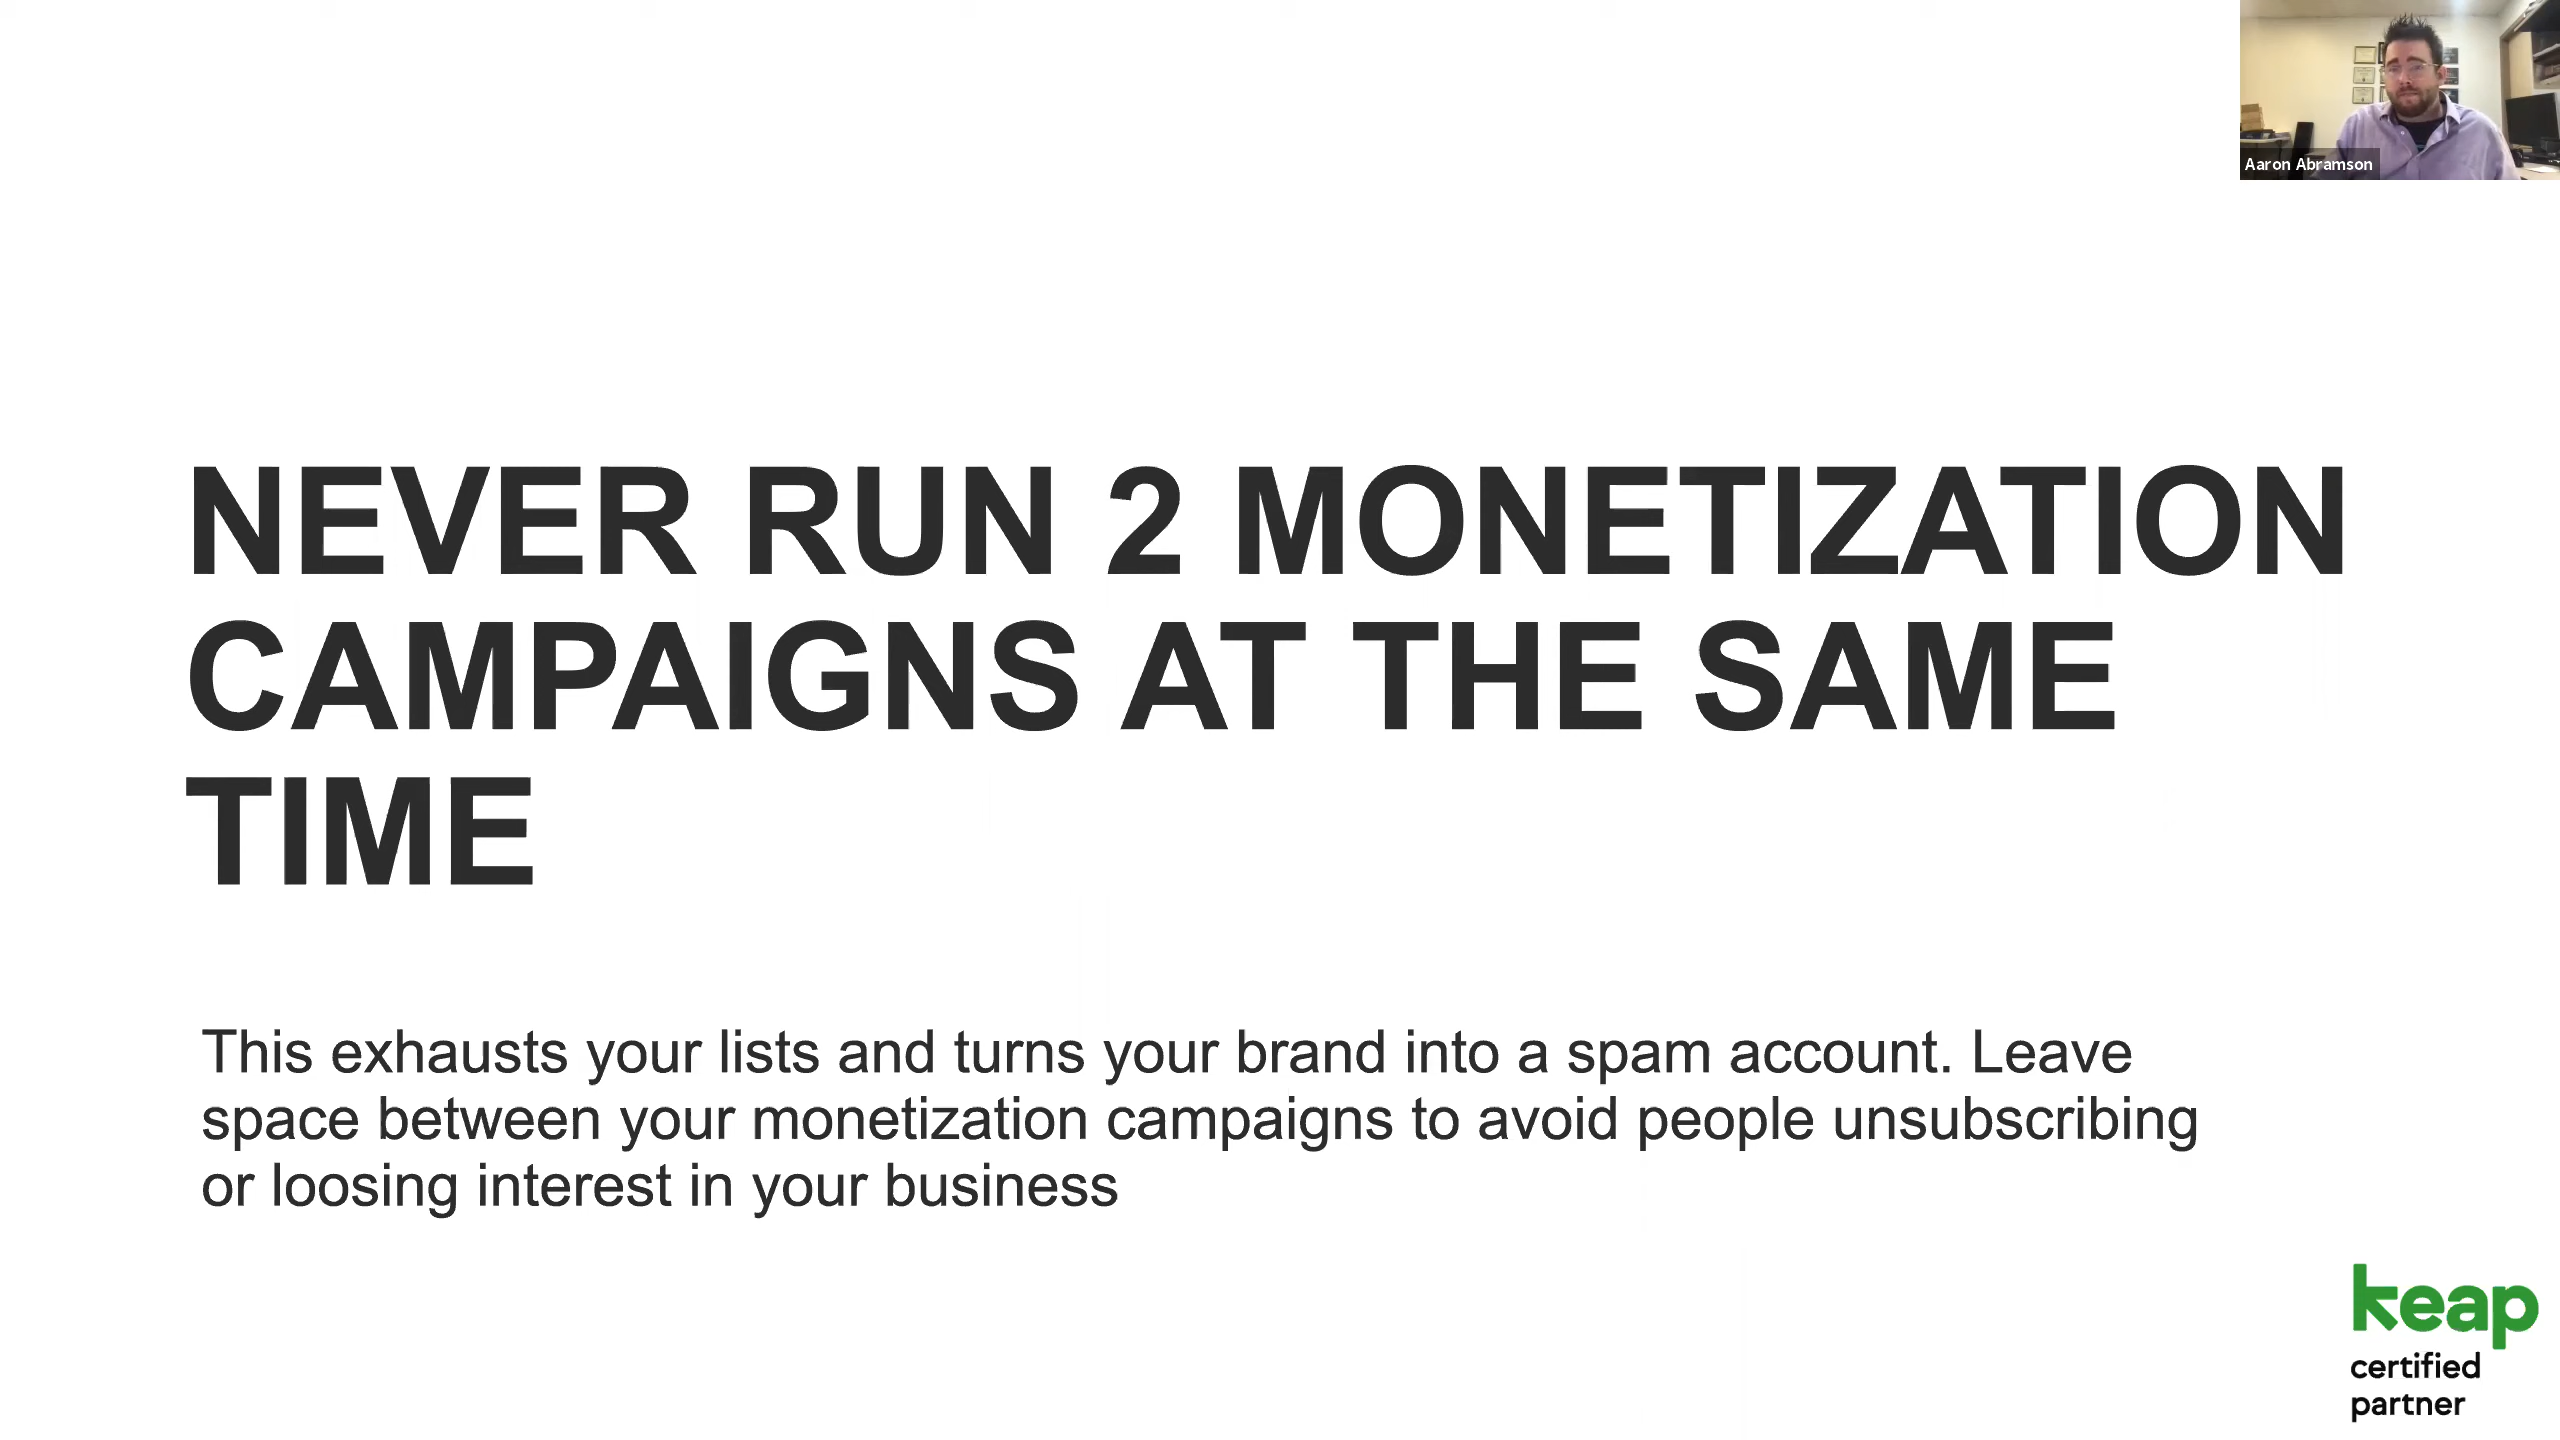 Aaron Abramson
NEVER RUN 2 MONETIZATION
CAMPAIGNS AT THE SAME
TIME
This exhausts your lists and turns your brand into a spam account. Leave
space between your monetization campaigns to avoid people unsubscribing
or loosing interest in your business
keap
certified
partner